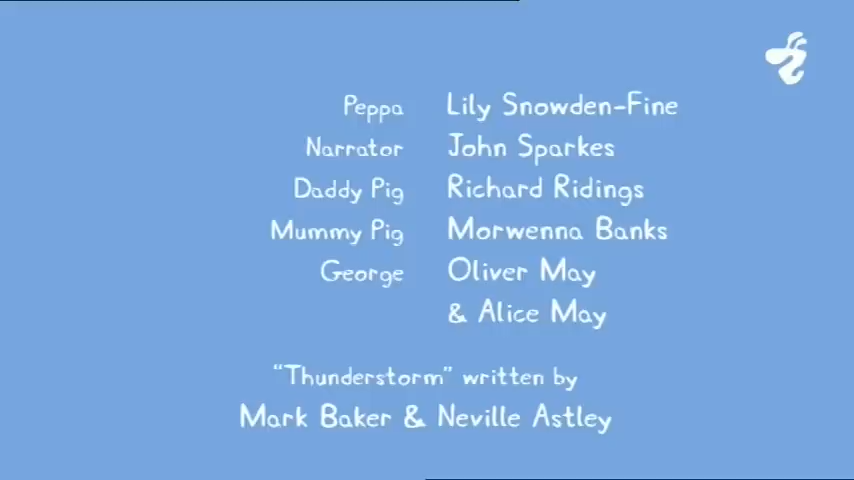 Peppa Lily Snowden-Fine
Narrator John Sparkes
Daddy Pig Richard Ridings
Mummy Pig Morwenna Banks
George Oliver May
& Alice May
“Thunderstorm” written by
Mark Baker & Neville Astley